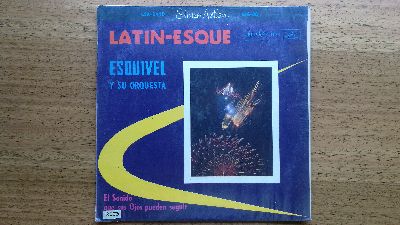 LATIN-ESQUE
ESQUIVEL
Y SU ORQUESTA
El Sonido
que sus Ojos pueden seguir